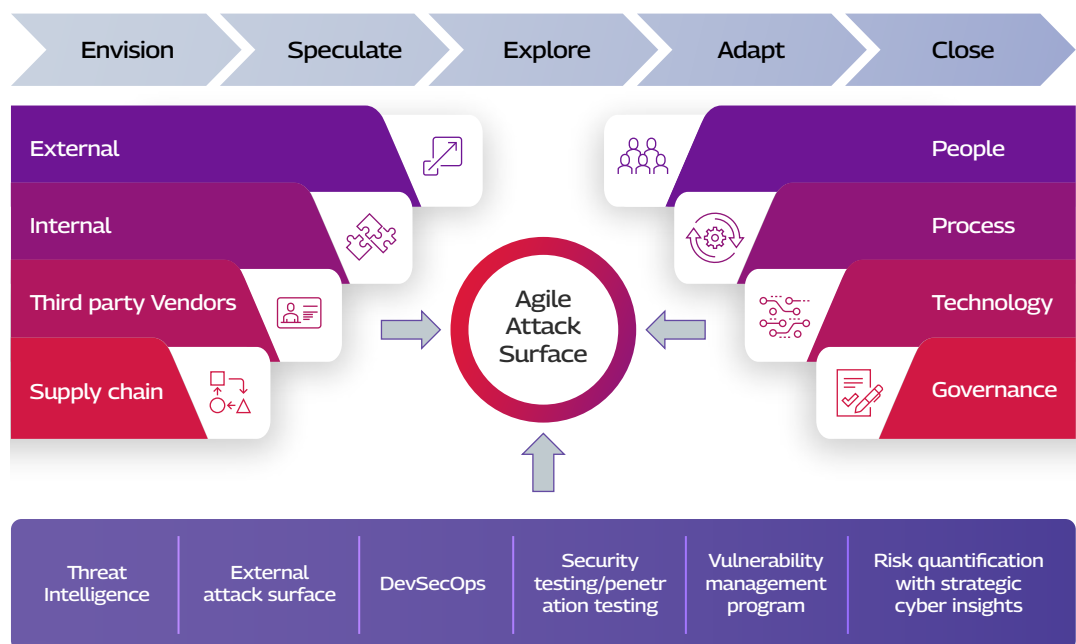 Envision
Speculate
Explore
Adapt
Close
External
Internal
Third party Vendors
Supply chain
Agile
Attack
Surface
People
Process
Technology
Governance
Threat
Intelligence
External
attack surface
DevSecOps
Security
testing/penetr
ation testing
Vulnerability
management
program
Risk quantification
with strategic
cyber insights